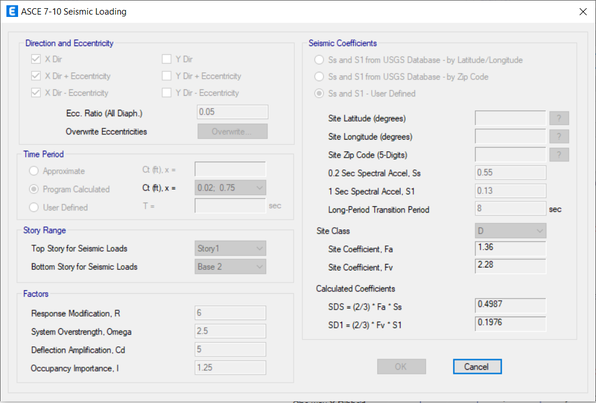 ASCE 7-10 Seismic Loading
Direction and Eccentricity
X Dir
Y Dir
X Dir + Eccentricity
Y Dir + Eccentricity
X Dir - Eccentricity
Y Dir - Eccentricity
Ecc. Ratio (All Diaph.)
0.05
Overwrite Eccentricities
Overwrite...
Time Period
Approximate
Ct (ft), x =
Program Calculated
Ct (ft), x =
0.02; 0.75
User Defined
T =
sec
Story Range
Top Story for Seismic Loads
Story1
Bottom Story for Seismic Loads
Base 2
Factors
Response Modification, R
6
System Overstrength, Omega
2.5
Deflection Amplification, Cd
5
Occupancy Importance, I
1.25
Seismic Coefficients
Ss and S1 from USGS Database - by Latitude/Longitude
Ss and S1 from USGS Database - by Zip Code
Ss and S1 - User Defined
Site Latitude (degrees)
?
Site Longitude (degrees)
?
Site Zip Code (5-Digits)
?
0.2 Sec Spectral Accel, Ss
0.55
1 Sec Spectral Accel, S1
0.13
Long-Period Transition Period
8
sec
Site Class
D
Site Coefficient, Fa
1.36
Site Coefficient, Fv
2.28
Calculated Coefficients
SDS = (2/3) * Fa * Ss
0.4987
SD1 = (2/3) * Fv * S1
0.1976
OK
Cancel